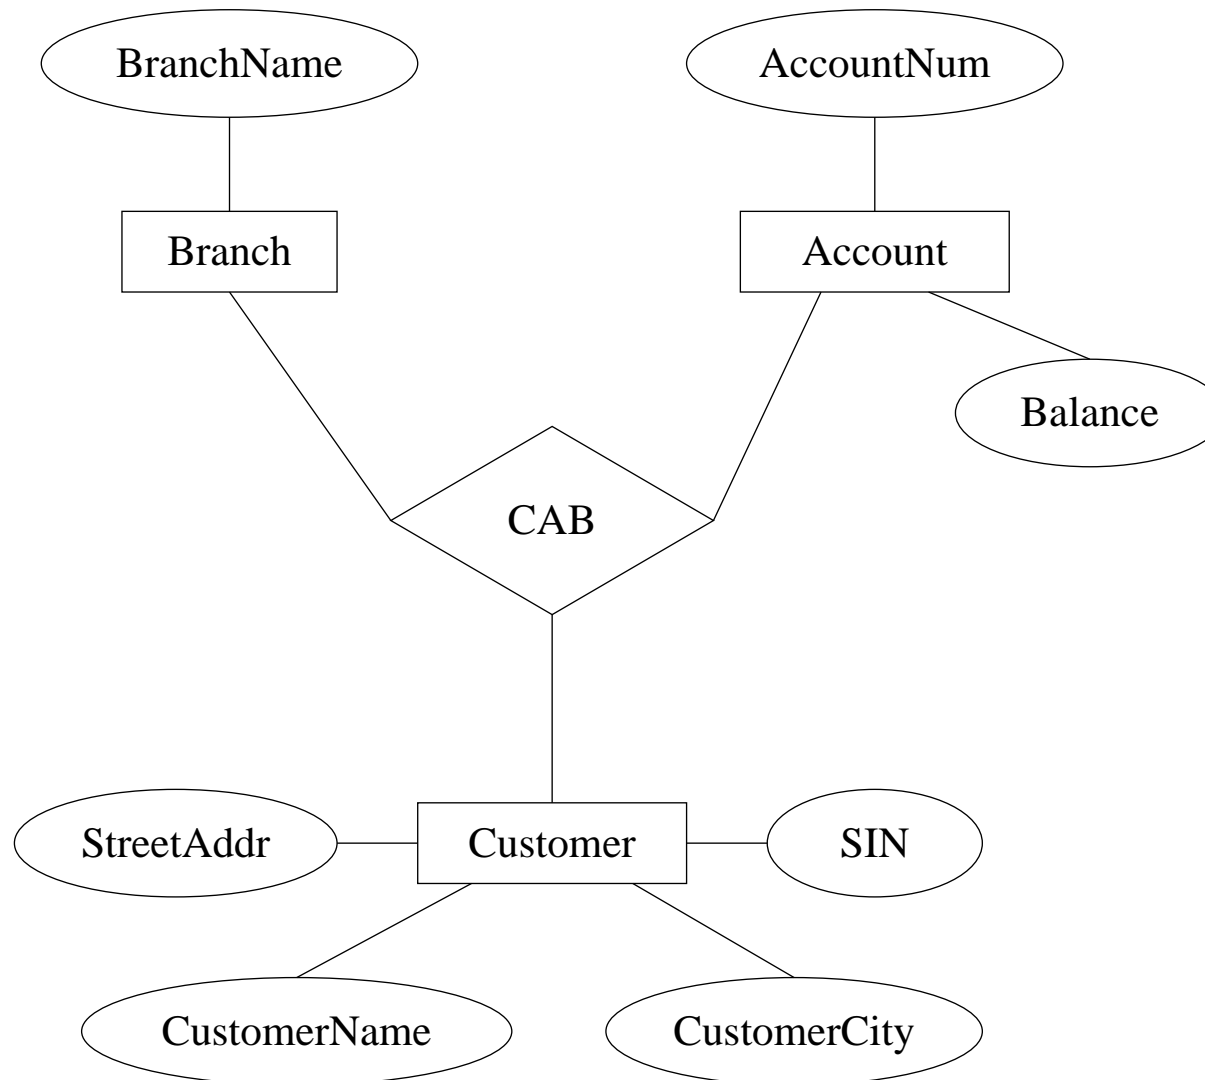 BranchName
AccountNum
Branch
Account
Balance
CAB
StreetAddr
Customer
SIN
CustomerName
CustomerCity